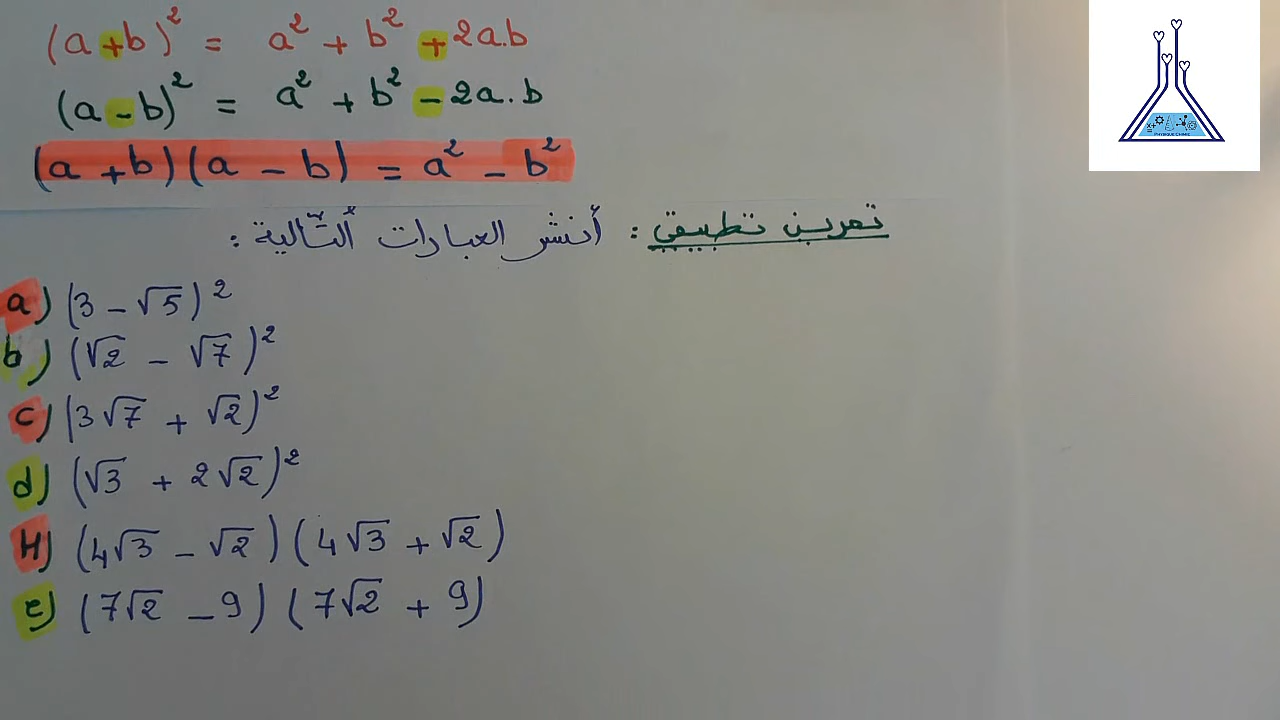 (a+b)² = a² + b² + 2a.b
(a - b)² = a² + b² - 2a.b
(a + b)(a - b) = a² - b²
تمرين تطبيقي : أنشر العبارات التالية :
a) (3 - √5)²
b) (√2 - √7)²
c) (3√7 + √2)²
d) (√3 + 2√2)²
H) (4√3 - √2)(4√3 + √2)
e) (7√2 - 9)(7√2 + 9)
PHYSIQUE CHIMIE